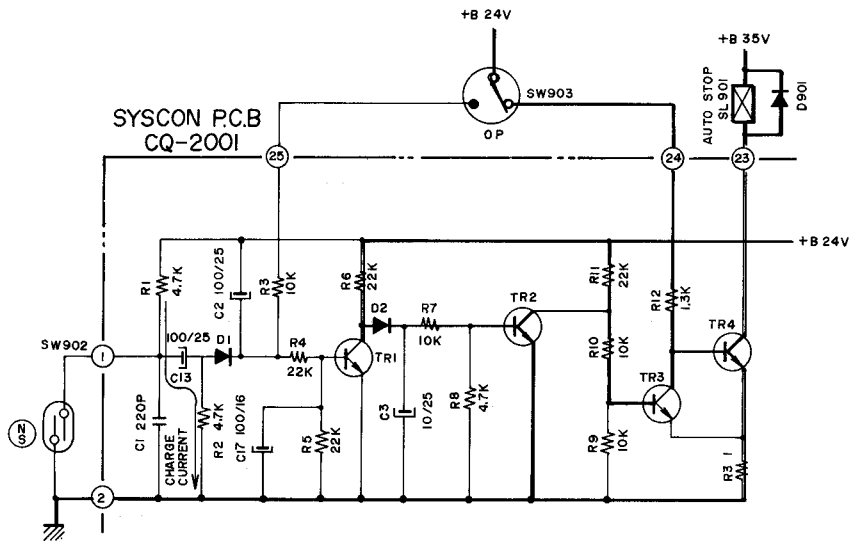 +B 24V
+B 35V
SW903
OP
AUTO STOP
SL 901
D901
SYSCON P.C.B
CQ-2001
25
24
23
+B 24V
R1
4.7K
C2 100/25
R3
10K
R6
22K
R11
22K
R12
1.3K
D2
R7
10K
TR2
TR4
SW902
1
100/25
C13
D1
R4
22K
TR1
R10
10K
TR3
NS
C1 220P
CHARGE
CURRENT
R2 4.7K
C17 100/16
R5
22K
C3
10/25
R8
4.7K
R9
10K
R3 1
2